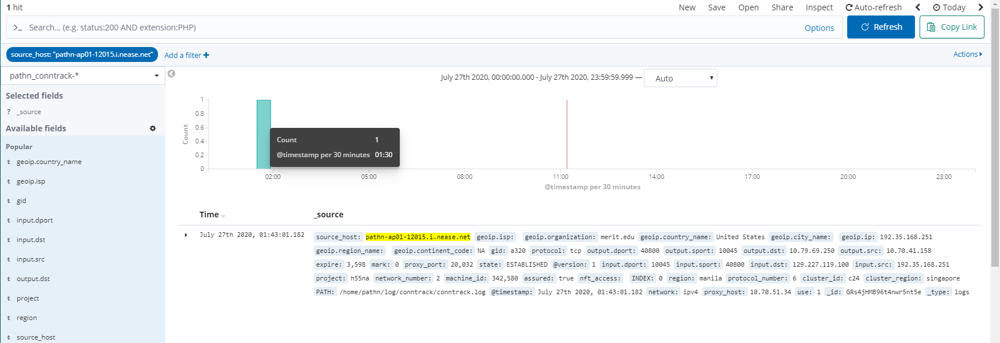 1 hit New Save Open Share Inspect Auto-refresh Today
>_ Search... (e.g. status:200 AND extension:PHP) Options Refresh Copy Link
source_host: "pathn-ap01-12015.i.nease.net" Add a filter + Actions
pathn_conntrack-*
July 27th 2020, 00:00:00.000 - July 27th 2020, 23:59:59.999 — Auto
Selected fields
? _source
Available fields
Popular
t geoip.country_name
t geoip.isp
t gid
t input.dport
t input.dst
t input.src
t output.dst
t project
t region
t source_host
Count
1
0.8
0.6
0.4
0.2
0
Count 1
@timestamp per 30 minutes 01:30
02:00 05:00 08:00 11:00 14:00 17:00 20:00 23:00
@timestamp per 30 minutes
Time _source
July 27th 2020, 01:43:01.182
source_host: pathn-ap01-12015.i.nease.net geoip.isp: geoip.organization: merit.edu geoip.country_name: United States geoip.city_name: geoip.ip: 192.35.168.251
geoip.region_name: geoip.continent_code: NA gid: a320 protocol: tcp output.dport: 40800 output.sport: 10045 output.dst: 10.79.69.250 output.src: 10.70.41.158
expire: 3,598 mark: 0 proxy_port: 20,032 state: ESTABLISHED @version: 1 input.dport: 10045 input.sport: 40800 input.dst: 129.227.119.100 input.src: 192.35.168.251
project: h55na network_number: 2 machine_id: 342,580 assured: true nft_access: INDEX: 0 region: manila protocol_number: 6 cluster_id: c24 cluster_region: singapore
PATH: /home/pathn/log/conntrack/conntrack.log @timestamp: July 27th 2020, 01:43:01.182 network: ipv4 proxy_host: 10.70.51.34 use: 1 _id: GRs4jHMB96t4nwr5nt5e _type: logs